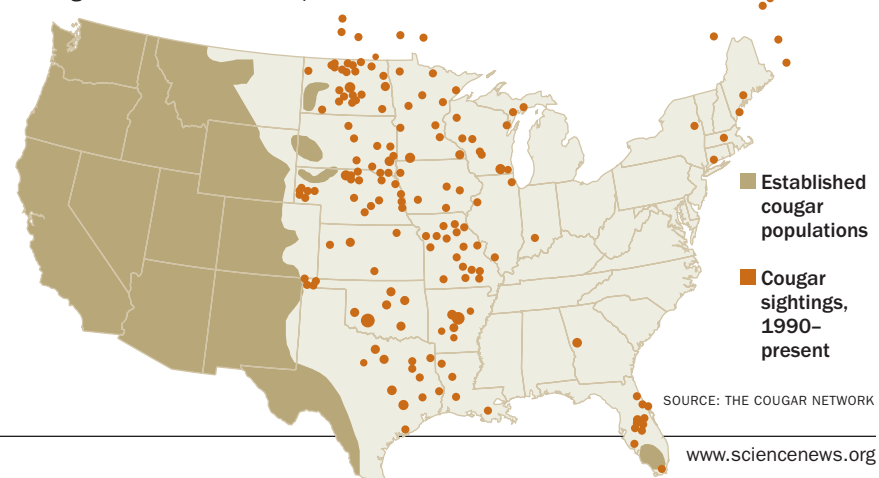 Established
cougar
populations
Cougar
sightings,
1990–
present
SOURCE: THE COUGAR NETWORK
www.sciencenews.org